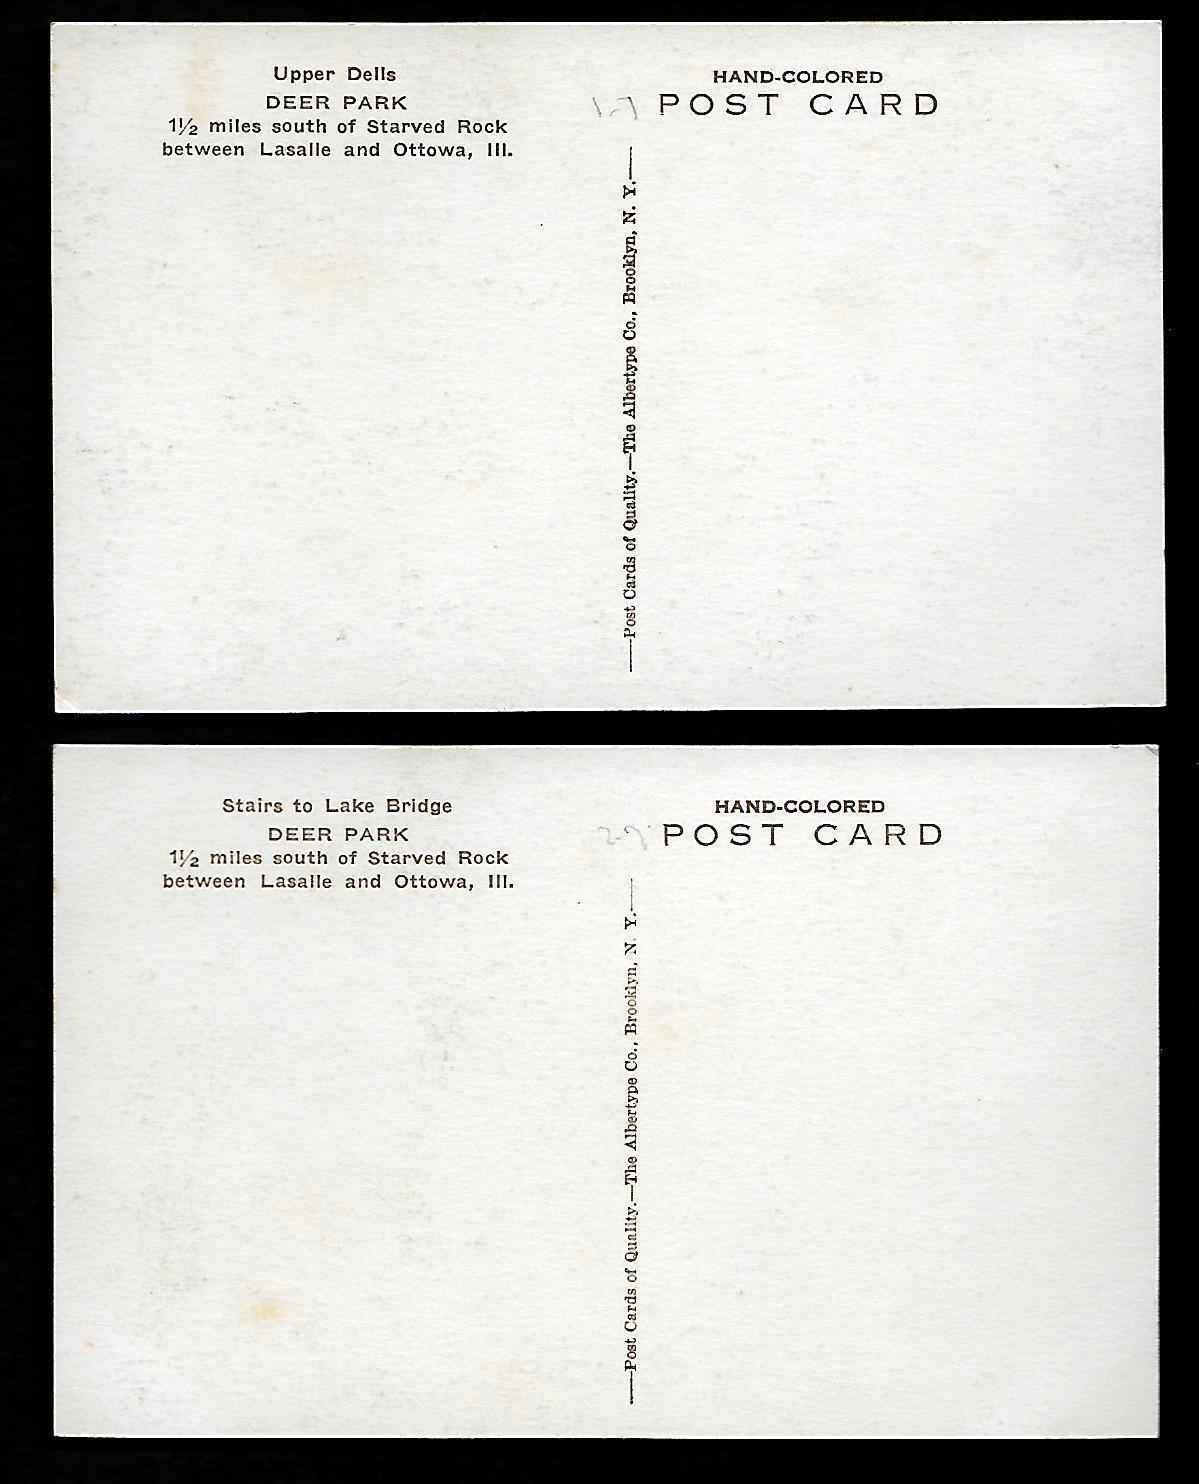 Upper Dells
DEER PARK
1½ miles south of Starved Rock
between Lasalle and Ottowa, Ill.
HAND-COLORED
POST CARD
Post Cards of Quality.—The Albertype Co., Brooklyn, N. Y.
Stairs to Lake Bridge
DEER PARK
1½ miles south of Starved Rock
between Lasalle and Ottowa, Ill.
HAND-COLORED
POST CARD
Post Cards of Quality.—The Albertype Co., Brooklyn, N. Y.